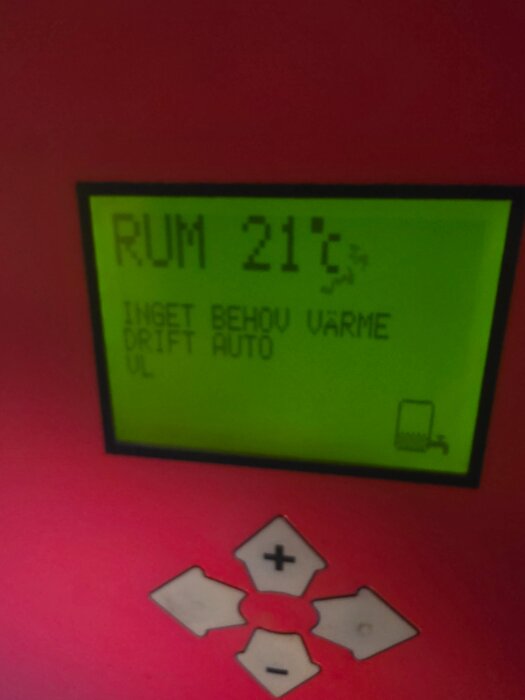 RUM 21°C
INGET BEHOV VÄRME
DRIFT AUTO
VL
+
-